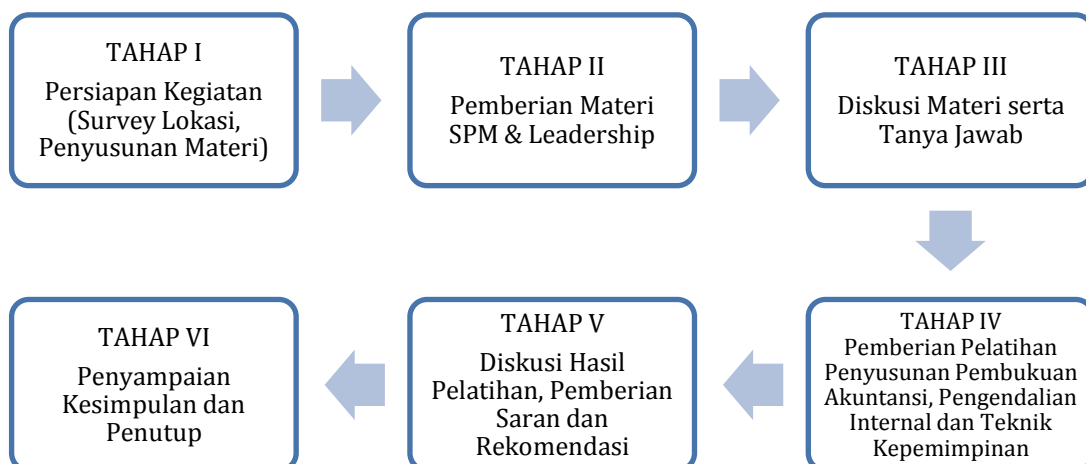 TAHAP I
Persiapan Kegiatan
(Survey Lokasi,
Penyusunan Materi)
TAHAP II
Pemberian Materi
SPM & Leadership
TAHAP III
Diskusi Materi serta
Tanya Jawab
TAHAP IV
Pemberian Pelatihan
Penyusunan Pembukuan
Akuntansi, Pengendalian
Internal dan Teknik
Kepemimpinan
TAHAP V
Diskusi Hasil
Pelatihan, Pemberian
Saran dan
Rekomendasi
TAHAP VI
Penyampaian
Kesimpulan dan
Penutup